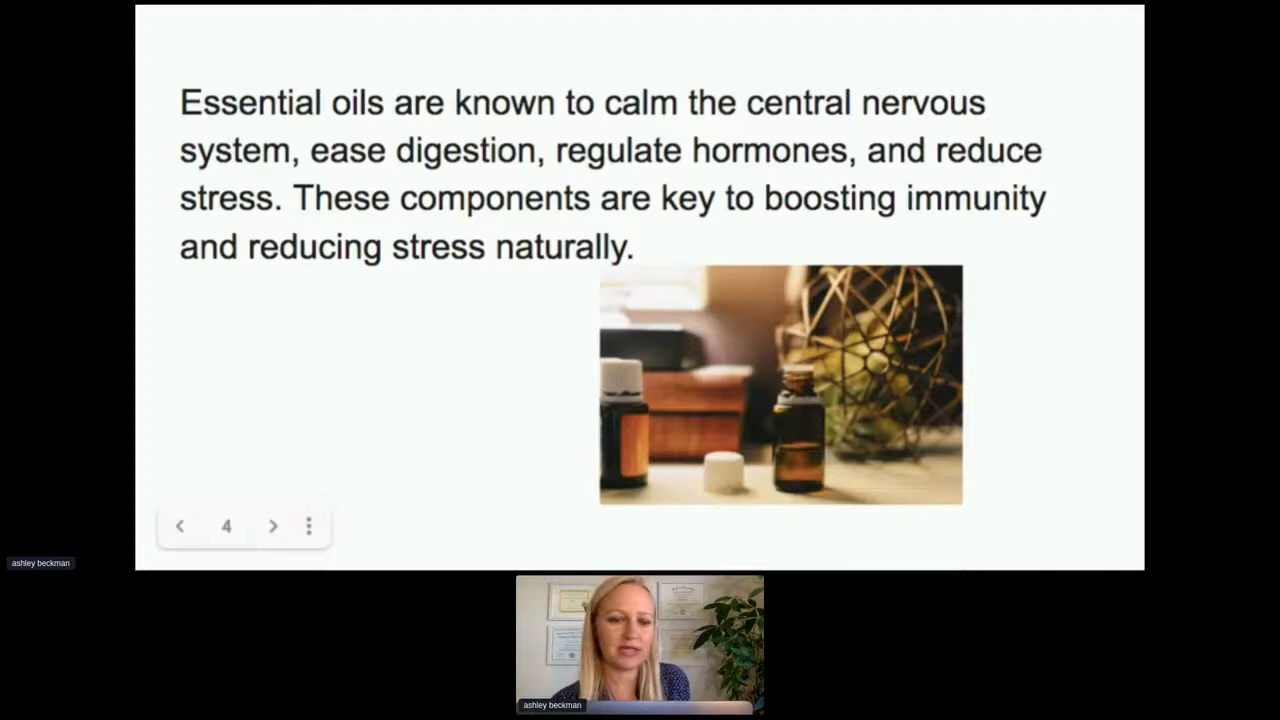 Essential oils are known to calm the central nervous
system, ease digestion, regulate hormones, and reduce
stress. These components are key to boosting immunity
and reducing stress naturally.
4
ashley beckman
ashley beckman